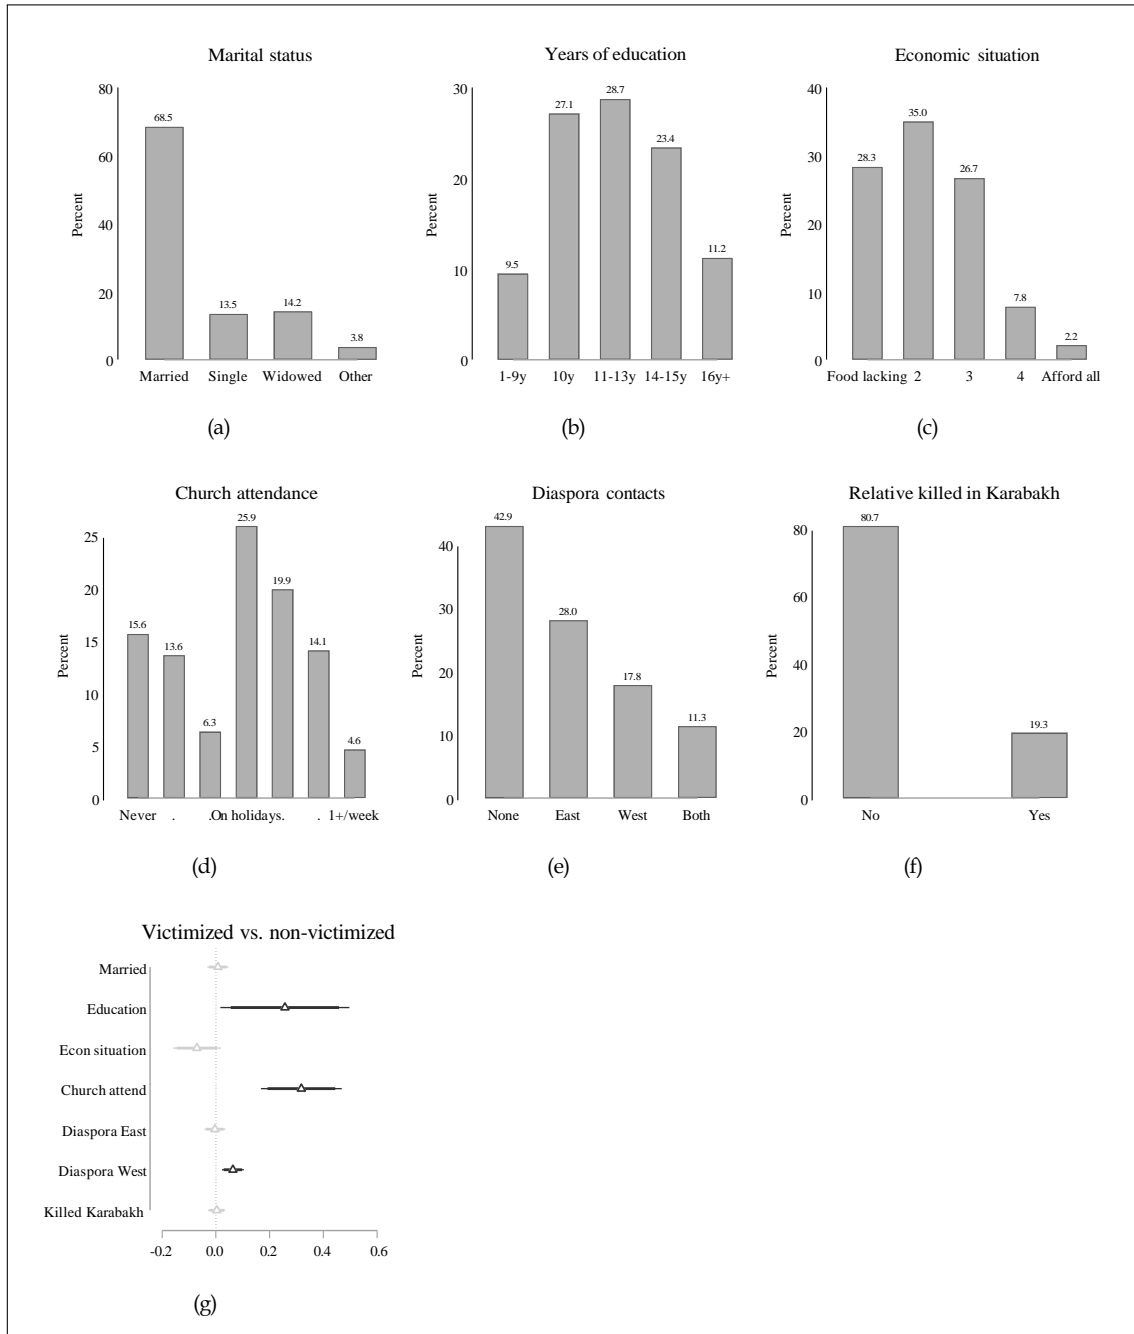 Marital status
80
60
40
20
0
Percent
68.5
13.5
14.2
3.8
Married Single Widowed Other
(a)
Years of education
30
20
10
0
Percent
9.5
27.1
28.7
23.4
11.2
1-9y 10y 11-13y 14-15y 16y+
(b)
Economic situation
40
30
20
10
0
Percent
28.3
35.0
26.7
7.8
2.2
Food lacking 2 3 4 Afford all
(c)
Church attendance
25
20
15
10
5
0
Percent
15.6
13.6
6.3
25.9
19.9
14.1
4.6
Never . .On holidays. . 1+/week
(d)
Diaspora contacts
40
30
20
10
0
Percent
42.9
28.0
17.8
11.3
None East West Both
(e)
Relative killed in Karabakh
80
60
40
20
0
Percent
80.7
19.3
No Yes
(f)
Victimized vs. non-victimized
Married
Education
Econ situation
Church attend
Diaspora East
Diaspora West
Killed Karabakh
-0.2 0.0 0.2 0.4 0.6
(g)